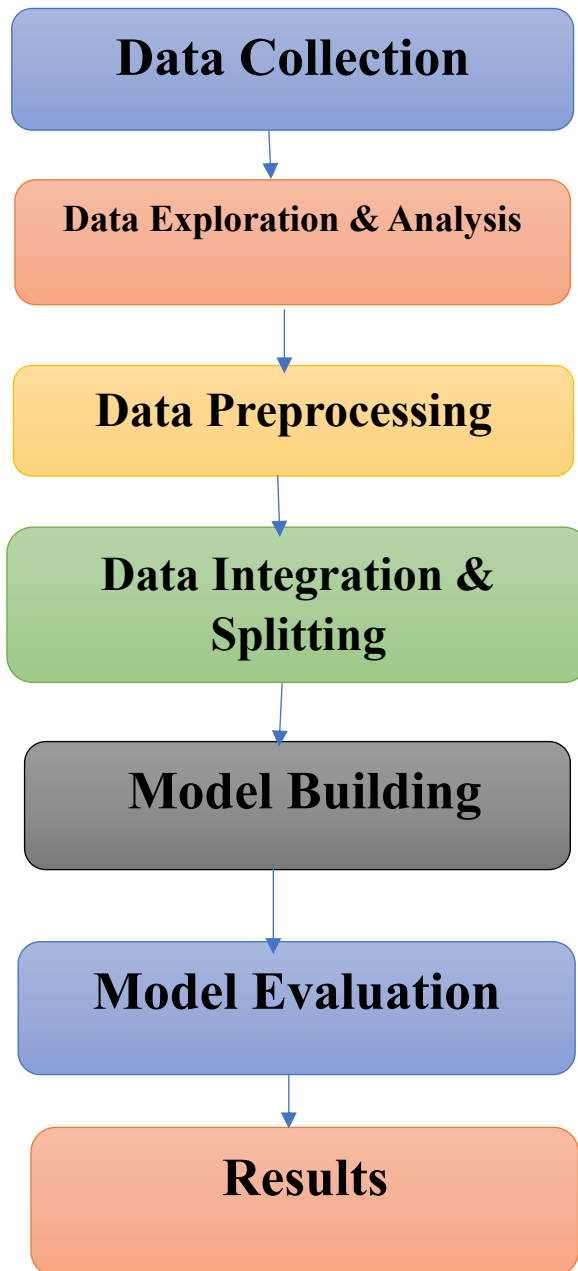 Data Collection
Data Exploration & Analysis
Data Preprocessing
Data Integration &
Splitting
Model Building
Model Evaluation
Results